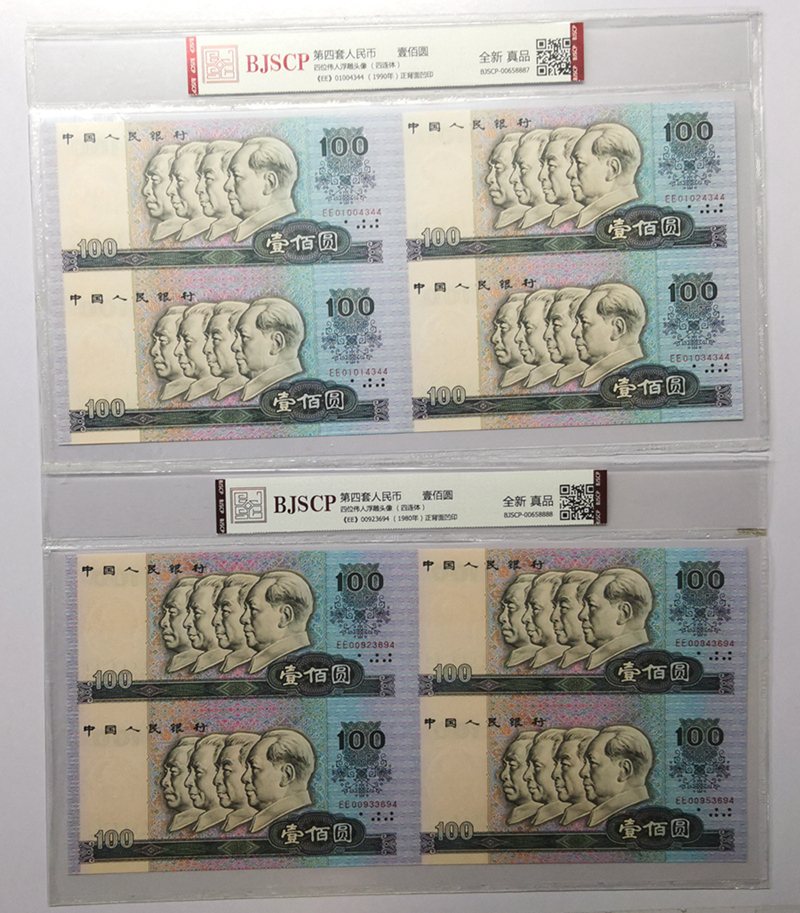 BJSCP 第四套人民币 壹佰圆 全新 真品
四位伟人浮雕头像 (四连体) BJSCP-00658887
《EE》01004344 (1990年) 正背面凹印
中国人民银行
100
EE01004344
100 壹佰圆
中国人民银行
100
EE01024344
100 壹佰圆
中国人民银行
100
EE01014344
100 壹佰圆
中国人民银行
100
EE01034344
100 壹佰圆
BJSCP 第四套人民币 壹佰圆 全新 真品
四位伟人浮雕头像 (四连体) BJSCP-00658888
《EE》00923694 (1980年) 正背面凹印
中国人民银行
100
EE00923694
100 壹佰圆
中国人民银行
100
EE00943694
100 壹佰圆
中国人民银行
100
EE00933694
100 壹佰圆
中国人民银行
100
EE00953694
100 壹佰圆